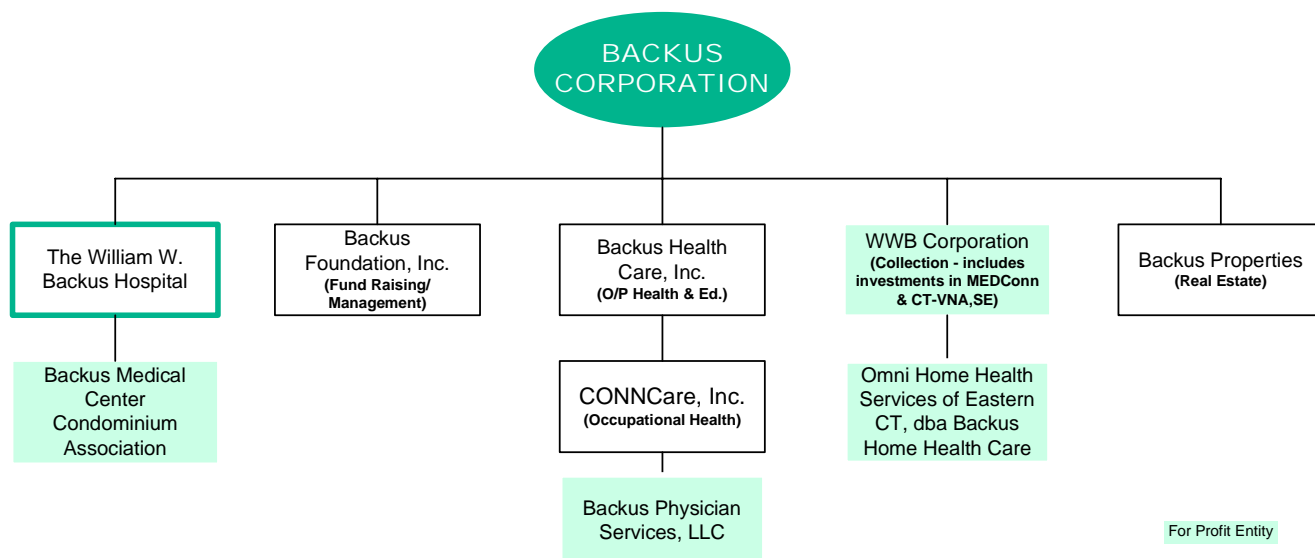 BACKUS
CORPORATION
The William W.
Backus Hospital
Backus
Foundation, Inc.
(Fund Raising/
Management)
Backus Health
Care, Inc.
(O/P Health & Ed.)
WWB Corporation
(Collection - includes
investments in MEDConn
& CT-VNA,SE)
Backus Properties
(Real Estate)
Backus Medical
Center
Condominium
Association
CONNCare, Inc.
(Occupational Health)
Omni Home Health
Services of Eastern
CT, dba Backus
Home Health Care
Backus Physician
Services, LLC
For Profit Entity